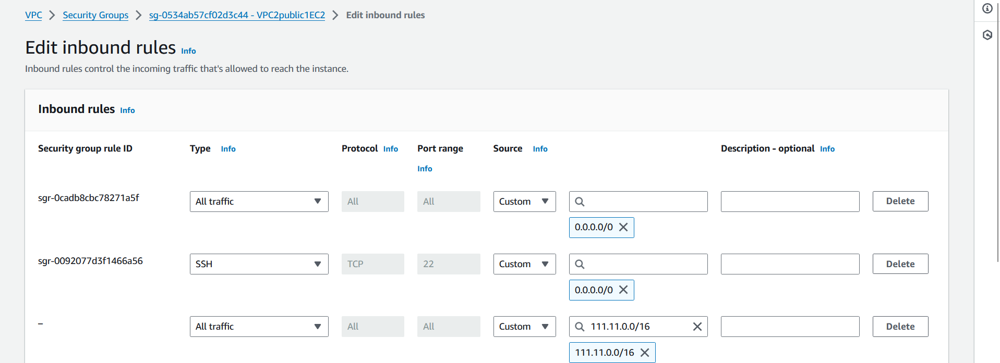 VPC > Security Groups > sg-0534ab57cf02d3c44 - VPC2public1EC2 > Edit inbound rules
Edit inbound rules Info
Inbound rules control the incoming traffic that's allowed to reach the instance.
Inbound rules Info
Security group rule ID Type Info Protocol Info Port range Source Info Description - optional Info
Info
sgr-0cadb8cbc78271a5f All traffic All All Custom Delete
0.0.0.0/0
sgr-0092077d3f1466a56 SSH TCP 22 Custom Delete
0.0.0.0/0
– All traffic All All Custom 111.11.0.0/16 Delete
111.11.0.0/16